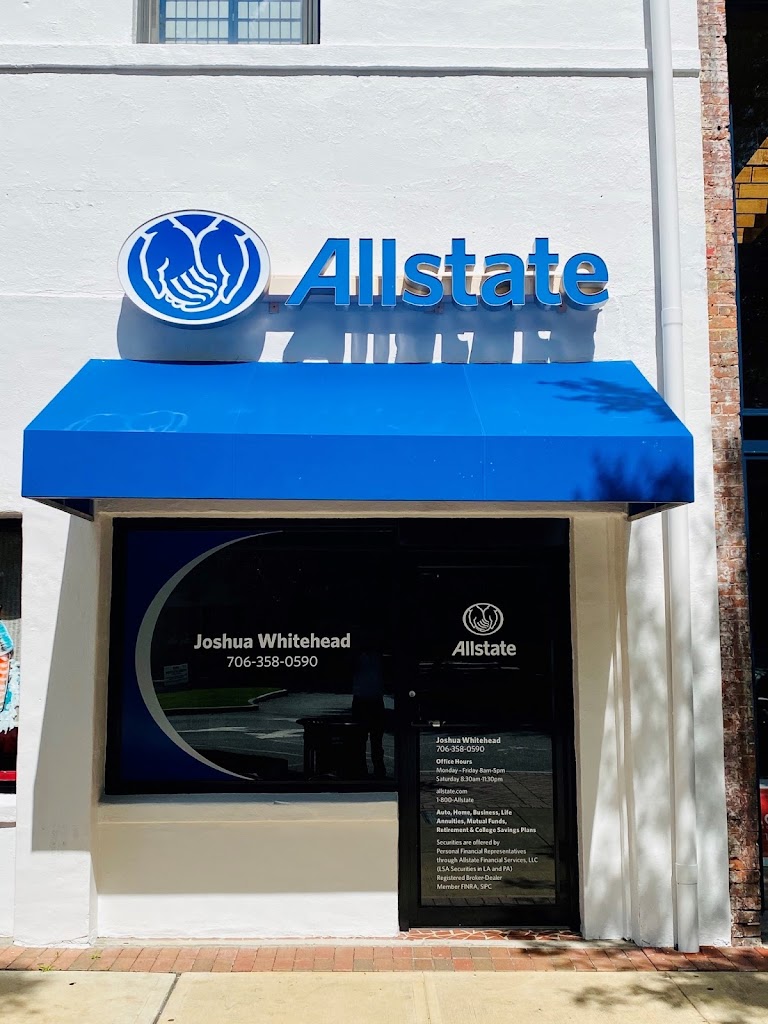 Allstate
Joshua Whitehead
706-358-0590
Allstate
Joshua Whitehead
706-358-0590
Office Hours
Monday - Friday 8am-5pm
Saturday 8:30am-11:30pm
allstate.com
1-800-Allstate
Auto, Home, Business, Life
Annuities, Mutual Funds,
Retirement & College Savings Plans
Securities are offered by
Personal Financial Representatives
through Allstate Financial Services, LLC
(LSA Securities in LA and PA)
Registered Broker-Dealer
Member FINRA, SIPC